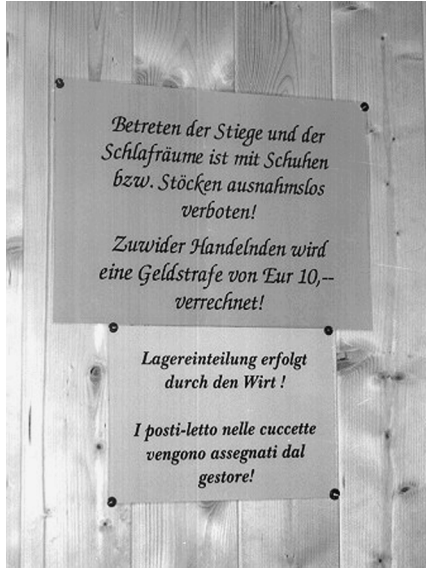 Betreten der Stiege und der
Schlafräume ist mit Schuhen
bzw. Stöcken ausnahmslos
verboten!
Zuwider Handelnden wird
eine Geldstrafe von Eur 10,--
verrechnet!
Lagereinteilung erfolgt
durch den Wirt !
I posti-letto nelle cuccette
vengono assegnati dal
gestore!